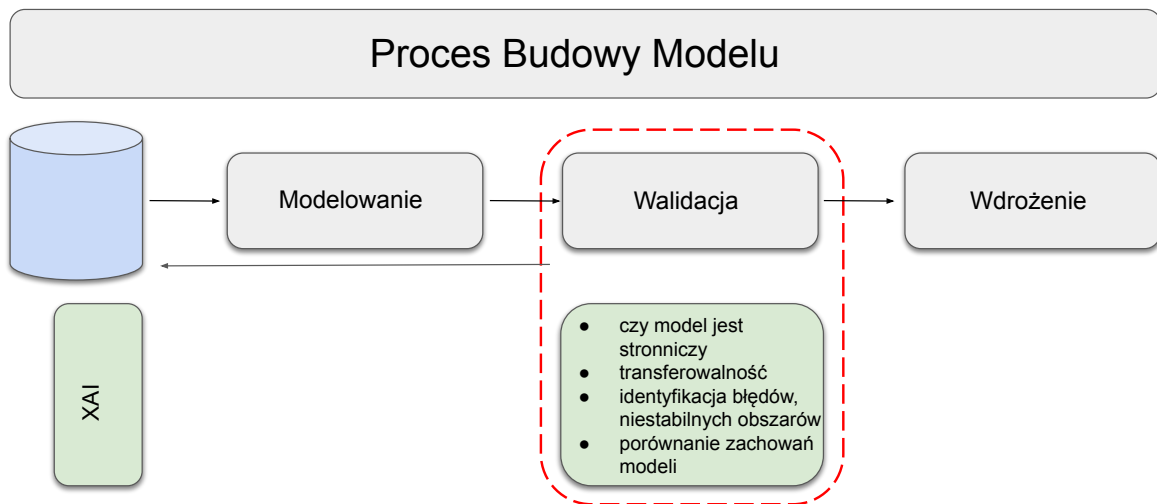 Proces Budowy Modelu
Modelowanie
Walidacja
Wdrożenie
XAI
● czy model jest
stronniczy
● transferowalność
● identyfikacja błędów,
niestabilnych obszarów
● porównanie zachowań
modeli